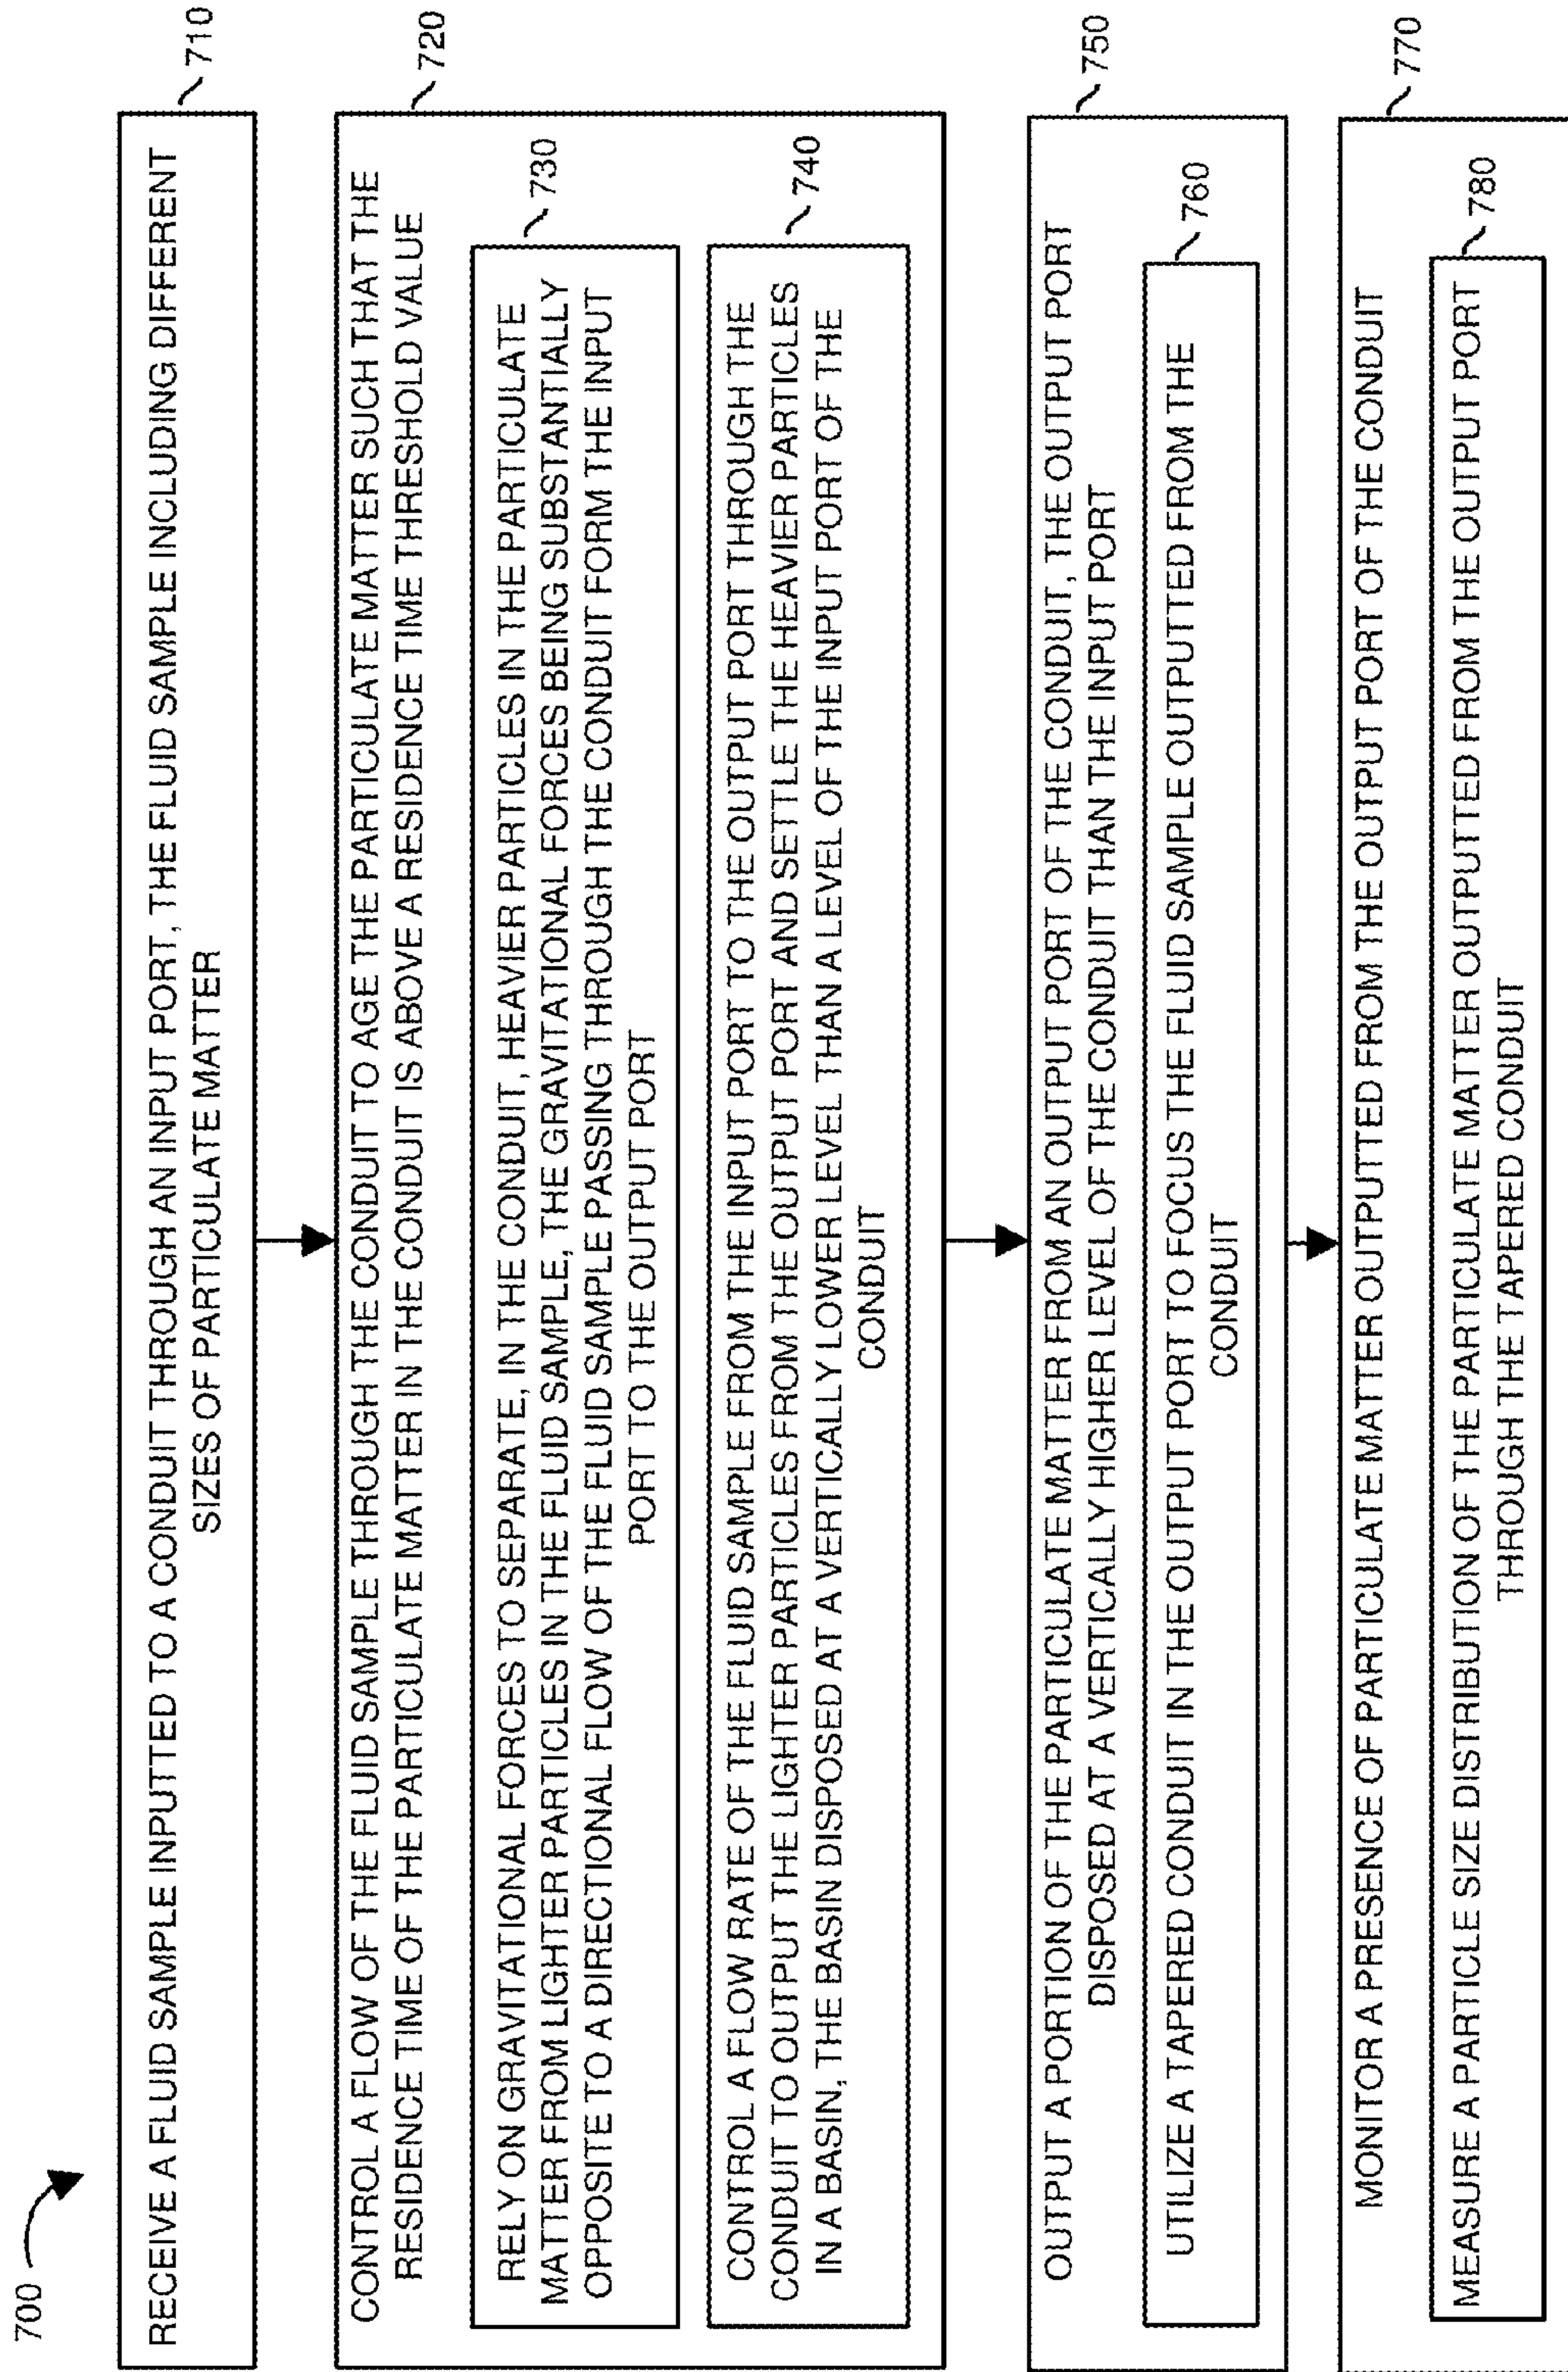 700
RECEIVE A FLUID SAMPLE INPUTTED TO A CONDUIT THROUGH AN INPUT PORT, THE FLUID SAMPLE INCLUDING DIFFERENT
SIZES OF PARTICULATE MATTER
710
CONTROL A FLOW OF THE FLUID SAMPLE THROUGH THE CONDUIT TO AGE THE PARTICULATE MATTER SUCH THAT THE
RESIDENCE TIME OF THE PARTICULATE MATTER IN THE CONDUIT IS ABOVE A RESIDENCE TIME THRESHOLD VALUE
720
RELY ON GRAVITATIONAL FORCES TO SEPARATE, IN THE CONDUIT, HEAVIER PARTICLES IN THE PARTICULATE
MATTER FROM LIGHTER PARTICLES IN THE FLUID SAMPLE, THE GRAVITATIONAL FORCES BEING SUBSTANTIALLY
OPPOSITE TO A DIRECTIONAL FLOW OF THE FLUID SAMPLE PASSING THROUGH THE CONDUIT FORM THE INPUT
PORT TO THE OUTPUT PORT
730
CONTROL A FLOW RATE OF THE FLUID SAMPLE FROM THE INPUT PORT TO THE OUTPUT PORT THROUGH THE
CONDUIT TO OUTPUT THE LIGHTER PARTICLES FROM THE OUTPUT PORT AND SETTLE THE HEAVIER PARTICLES
IN A BASIN, THE BASIN DISPOSED AT A VERTICALLY LOWER LEVEL THAN A LEVEL OF THE INPUT PORT OF THE
CONDUIT
740
OUTPUT A PORTION OF THE PARTICULATE MATTER FROM AN OUTPUT PORT OF THE CONDUIT, THE OUTPUT PORT
DISPOSED AT A VERTICALLY HIGHER LEVEL OF THE CONDUIT THAN THE INPUT PORT
750
UTILIZE A TAPERED CONDUIT IN THE OUTPUT PORT TO FOCUS THE FLUID SAMPLE OUTPUTTED FROM THE
CONDUIT
760
MONITOR A PRESENCE OF PARTICULATE MATTER OUTPUTTED FROM THE OUTPUT PORT OF THE CONDUIT
770
MEASURE A PARTICLE SIZE DISTRIBUTION OF THE PARTICULATE MATTER OUTPUTTED FROM THE OUTPUT PORT
THROUGH THE TAPERED CONDUIT
780